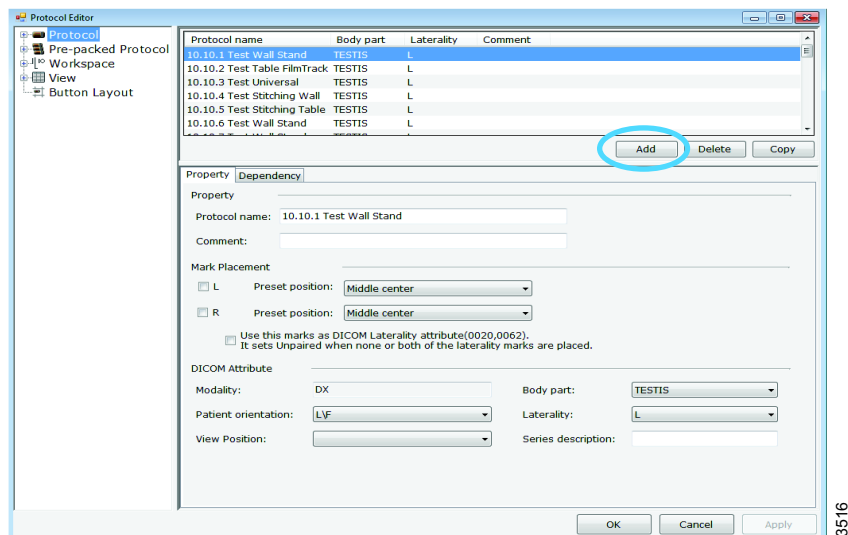 Protocol Editor
Protocol
Pre-packed Protocol
Workspace
View
Button Layout
Protocol name Body part Laterality Comment
10.10.1 Test Wall Stand TESTIS L
10.10.2 Test Table FilmTrack TESTIS L
10.10.3 Test Universal TESTIS L
10.10.4 Test Stitching Wall TESTIS L
10.10.5 Test Stitching Table TESTIS L
10.10.6 Test Wall Stand TESTIS L
Add Delete Copy
Property Dependency
Property
Protocol name: 10.10.1 Test Wall Stand
Comment:
Mark Placement
L Preset position: Middle center
R Preset position: Middle center
Use this marks as DICOM Laterality attribute(0020,0062).
It sets Unpaired when none or both of the laterality marks are placed.
DICOM Attribute
Modality: DX Body part: TESTIS
Patient orientation: L\F Laterality: L
View Position: Series description:
OK Cancel Apply
3516